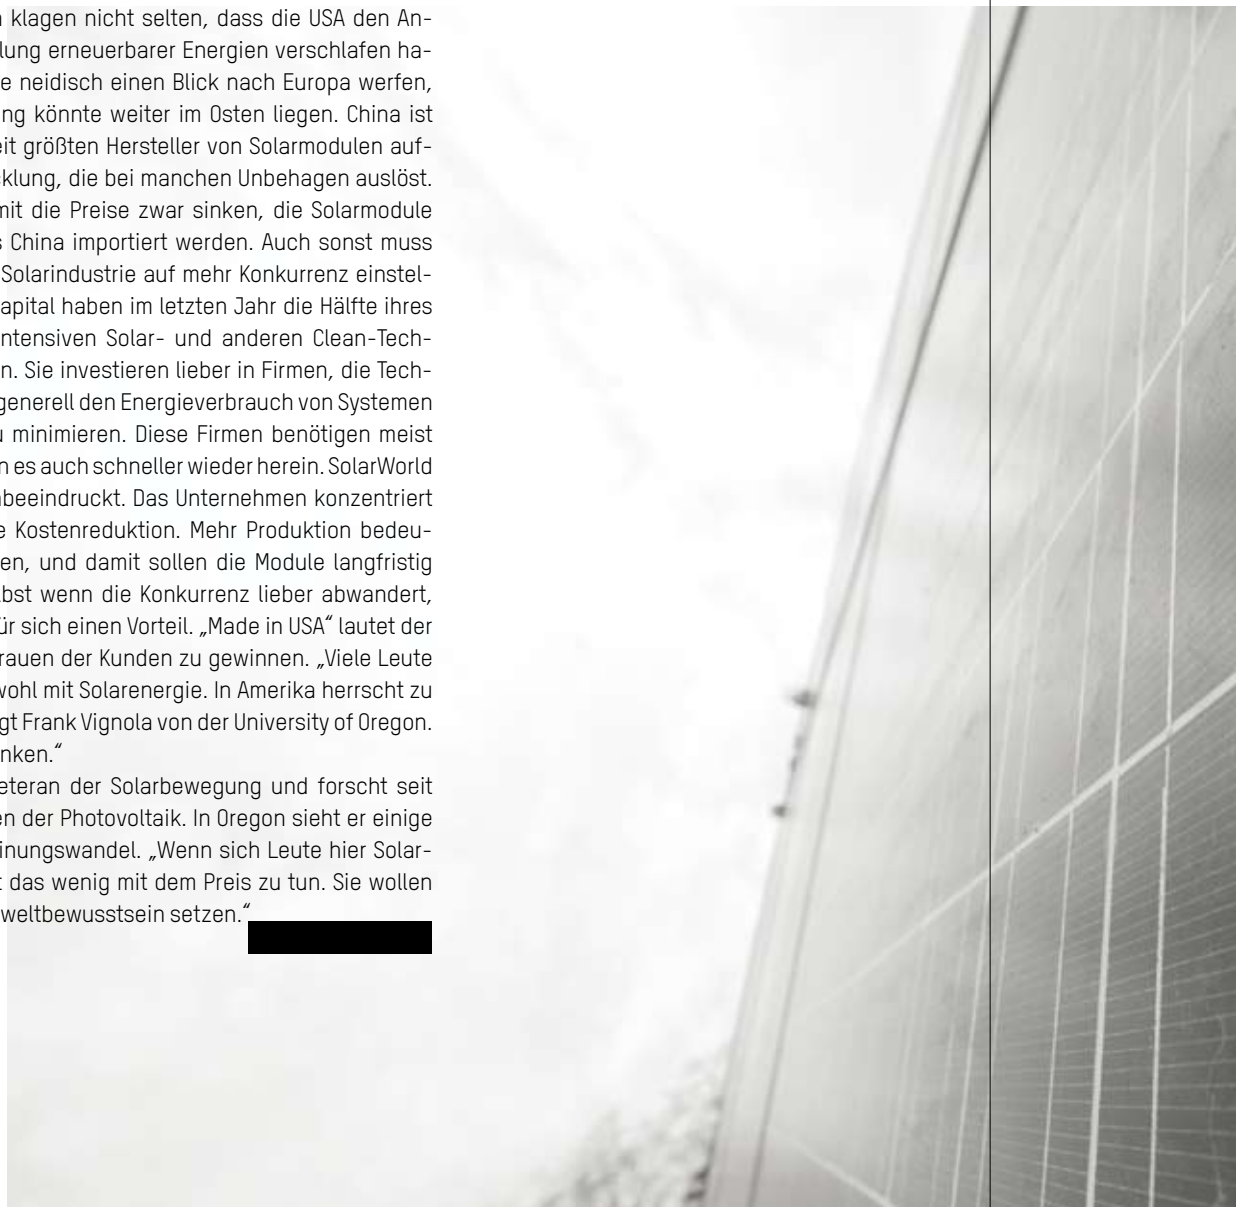 klagen nicht selten, dass die USA den An-
lung erneuerbarer Energien verschlafen ha-
e neidisch einen Blick nach Europa werfen,
ng könnte weiter im Osten liegen. China ist
eit größten Hersteller von Solarmodulen auf-
cklung, die bei manchen Unbehagen auslöst.
mit die Preise zwar sinken, die Solarmodule
s China importiert werden. Auch sonst muss
Solarindustrie auf mehr Konkurrenz einstel-
apital haben im letzten Jahr die Hälfte ihres
ntensiven Solar- und anderen Clean-Tech-
n. Sie investieren lieber in Firmen, die Tech-
generell den Energieverbrauch von Systemen
u minimieren. Diese Firmen benötigen meist
n es auch schneller wieder herein. SolarWorld
beeindruckt. Das Unternehmen konzentriert
e Kostenreduktion. Mehr Produktion bedeu-
en, und damit sollen die Module langfristig
lbst wenn die Konkurrenz lieber abwandert,
ür sich einen Vorteil. „Made in USA“ lautet der
rauen der Kunden zu gewinnen. „Viele Leute
wohl mit Solarenergie. In Amerika herrscht zu
gt Frank Vignola von der University of Oregon.
nken.“
eteran der Solarbewegung und forscht seit
en der Photovoltaik. In Oregon sieht er einige
inungswandel. „Wenn sich Leute hier Solar-
t das wenig mit dem Preis zu tun. Sie wollen
weltbewusstsein setzen.“